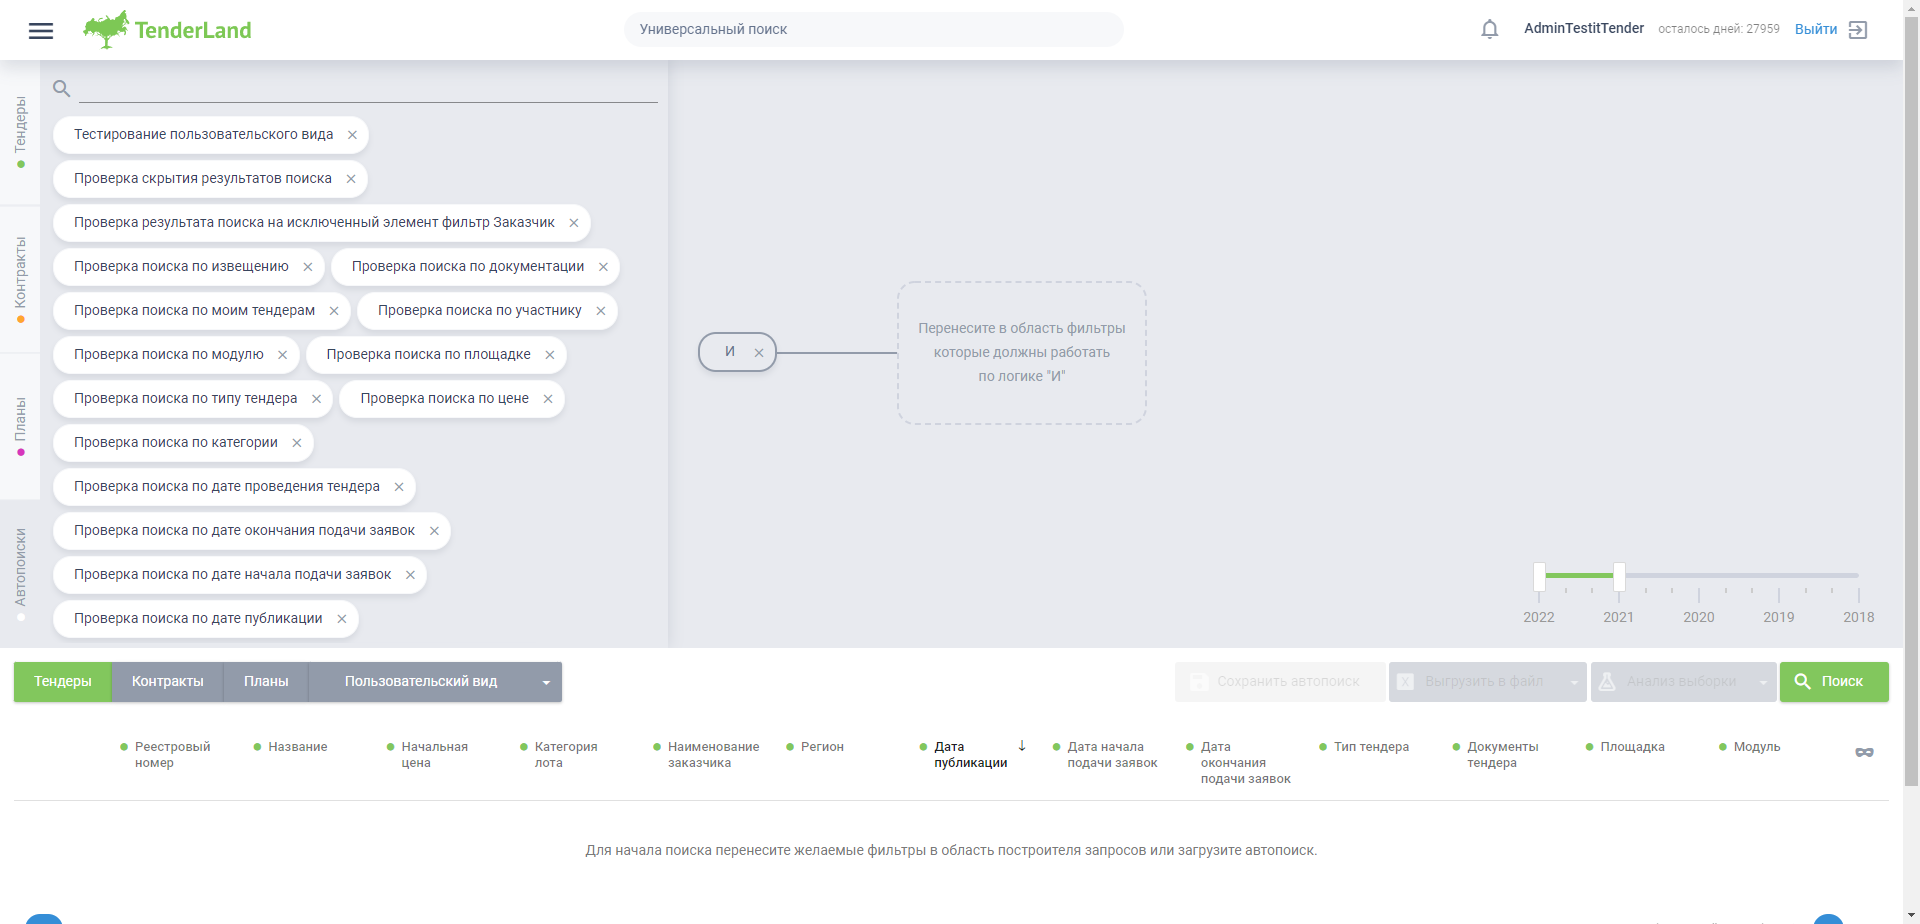 TenderLand
Универсальный поиск
AdminTestitTender
осталось дней: 27959
Выйти
Тендеры
Контракты
Планы
Автопоиски
Тестирование пользовательского вида
Проверка скрытия результатов поиска
Проверка результата поиска на исключенный элемент фильтр Заказчик
Проверка поиска по извещению
Проверка поиска по документации
Проверка поиска по моим тендерам
Проверка поиска по участнику
Проверка поиска по модулю
Проверка поиска по площадке
Проверка поиска по типу тендера
Проверка поиска по цене
Проверка поиска по категории
Проверка поиска по дате проведения тендера
Проверка поиска по дате окончания подачи заявок
Проверка поиска по дате начала подачи заявок
Проверка поиска по дате публикации
И
Перенесите в область фильтры
которые должны работать
по логике "И"
2022
2021
2020
2019
2018
Тендеры
Контракты
Планы
Пользовательский вид
Сохранить автопоиск
Выгрузить в файл
Анализ выборки
Поиск
Реестровый
номер
Название
Начальная
цена
Категория
лота
Наименование
заказчика
Регион
Дата
публикации
Дата начала
подачи заявок
Дата
окончания
подачи заявок
Тип тендера
Документы
тендера
Площадка
Модуль
Для начала поиска перенесите желаемые фильтры в область построителя запросов или загрузите автопоиск.